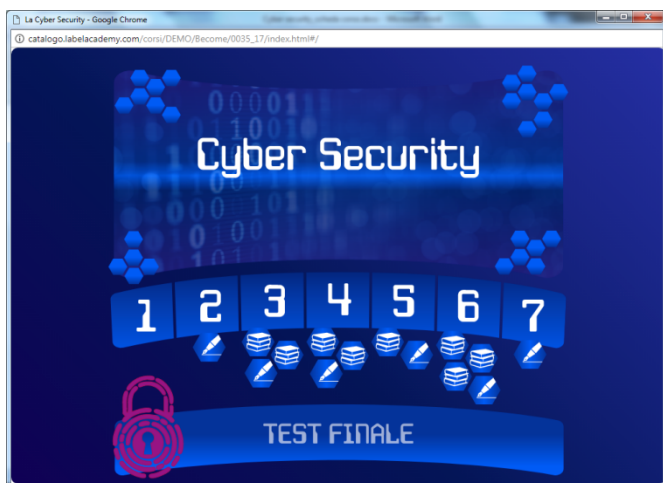 La Cyber Security - Google Chrome
catalogo.labelacademy.com/corsi/DEMO/Become/0035_17/index.html#/
Cyber Security
1 2 3 4 5 6 7
TEST FINALE